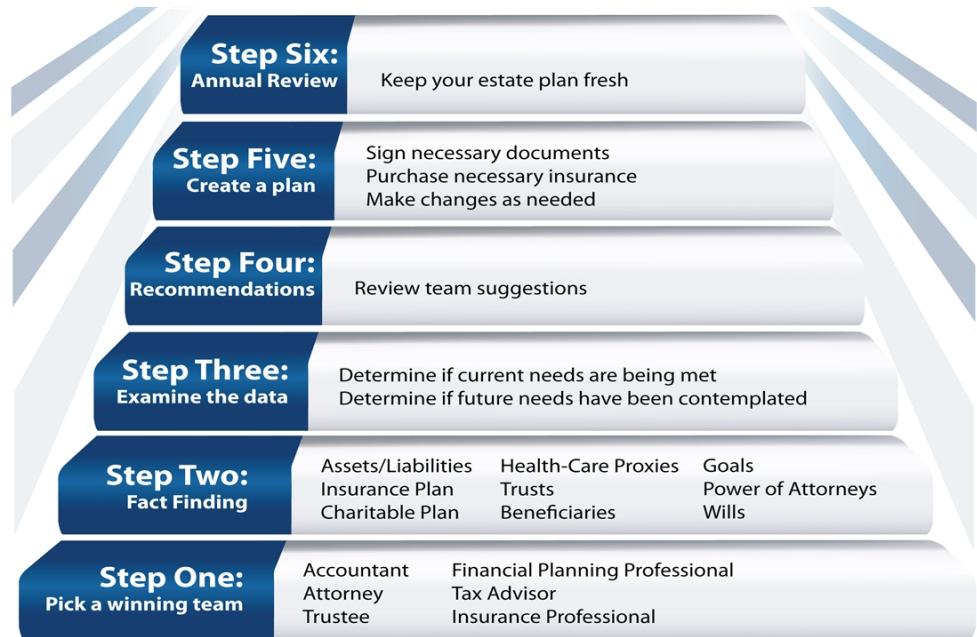 Step Six:
Annual Review
Keep your estate plan fresh
Step Five:
Create a plan
Sign necessary documents
Purchase necessary insurance
Make changes as needed
Step Four:
Recommendations
Review team suggestions
Step Three:
Examine the data
Determine if current needs are being met
Determine if future needs have been contemplated
Step Two:
Fact Finding
Assets/Liabilities Health-Care Proxies Goals
Insurance Plan Trusts Power of Attorneys
Charitable Plan Beneficiaries Wills
Step One:
Pick a winning team
Accountant Financial Planning Professional
Attorney Tax Advisor
Trustee Insurance Professional